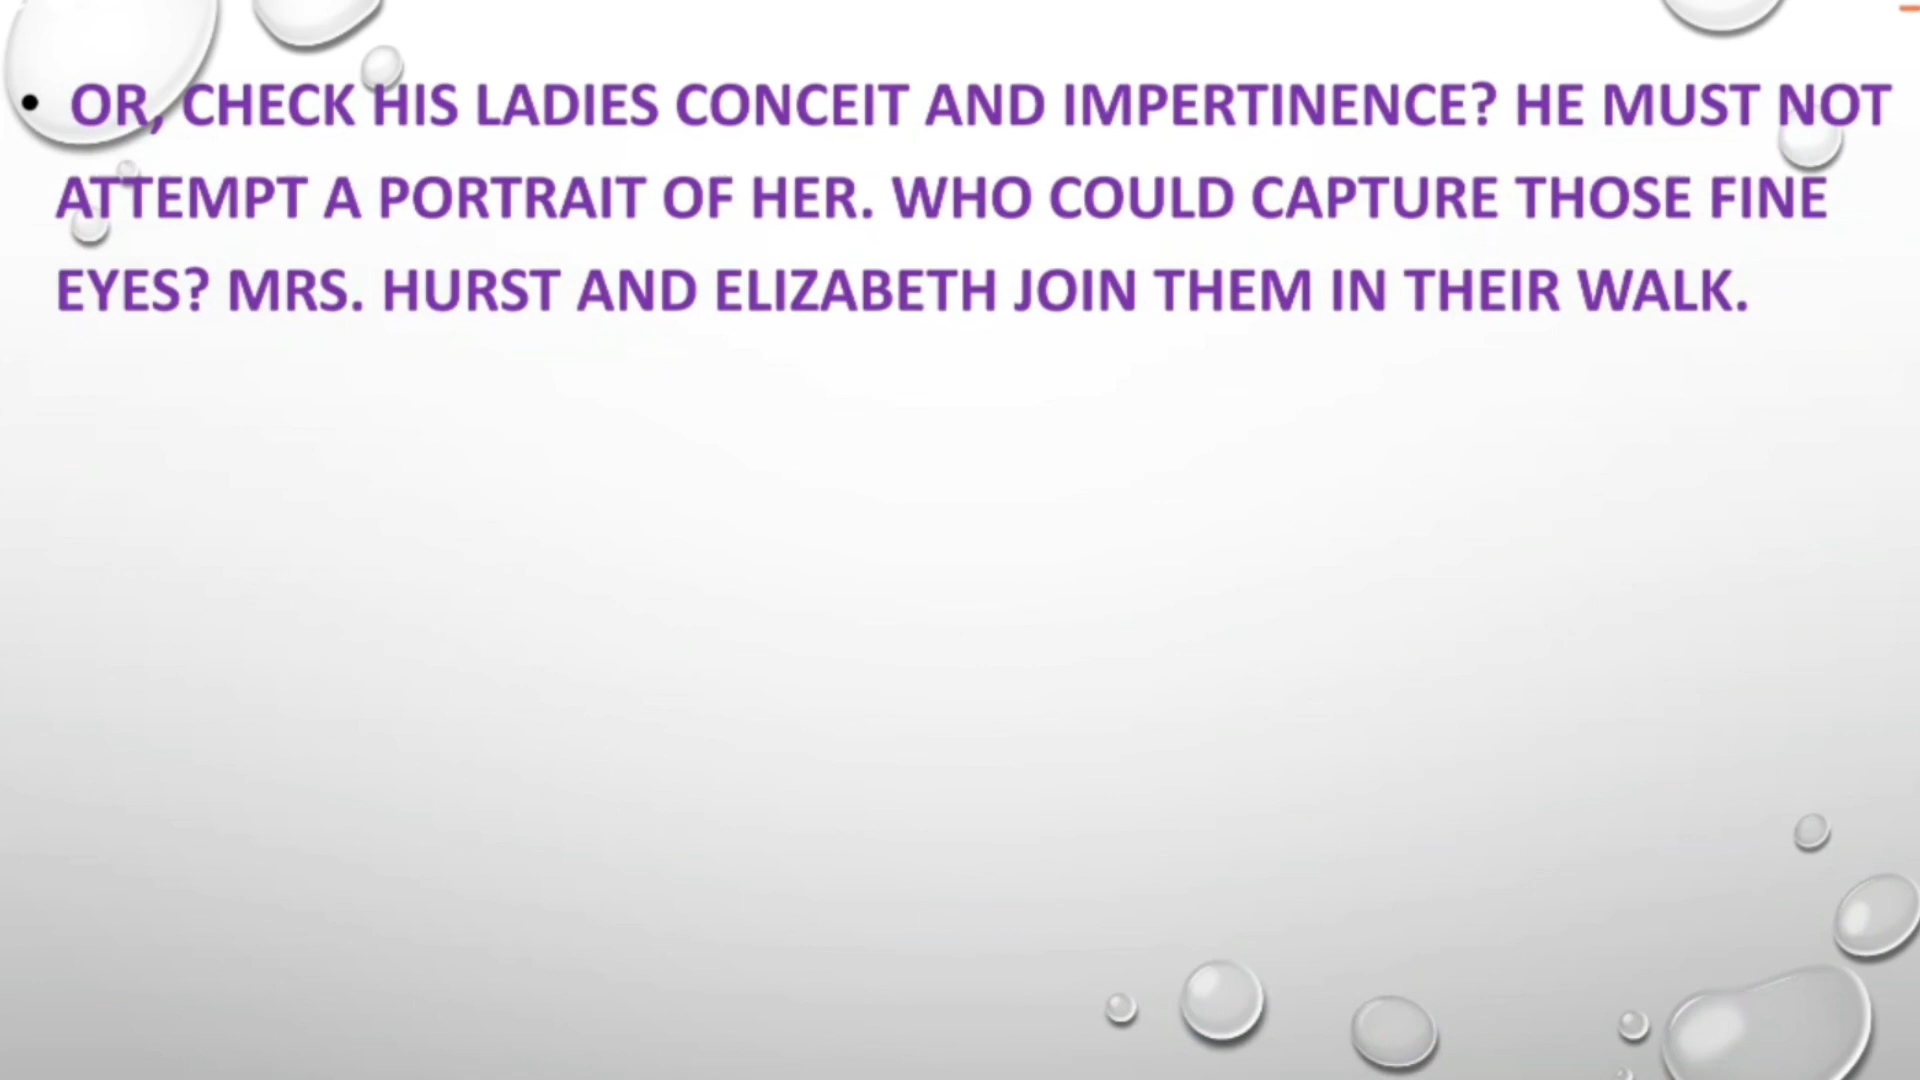 • OR, CHECK HIS LADIES CONCEIT AND IMPERTINENCE? HE MUST NOT
ATTEMPT A PORTRAIT OF HER. WHO COULD CAPTURE THOSE FINE
EYES? MRS. HURST AND ELIZABETH JOIN THEM IN THEIR WALK.